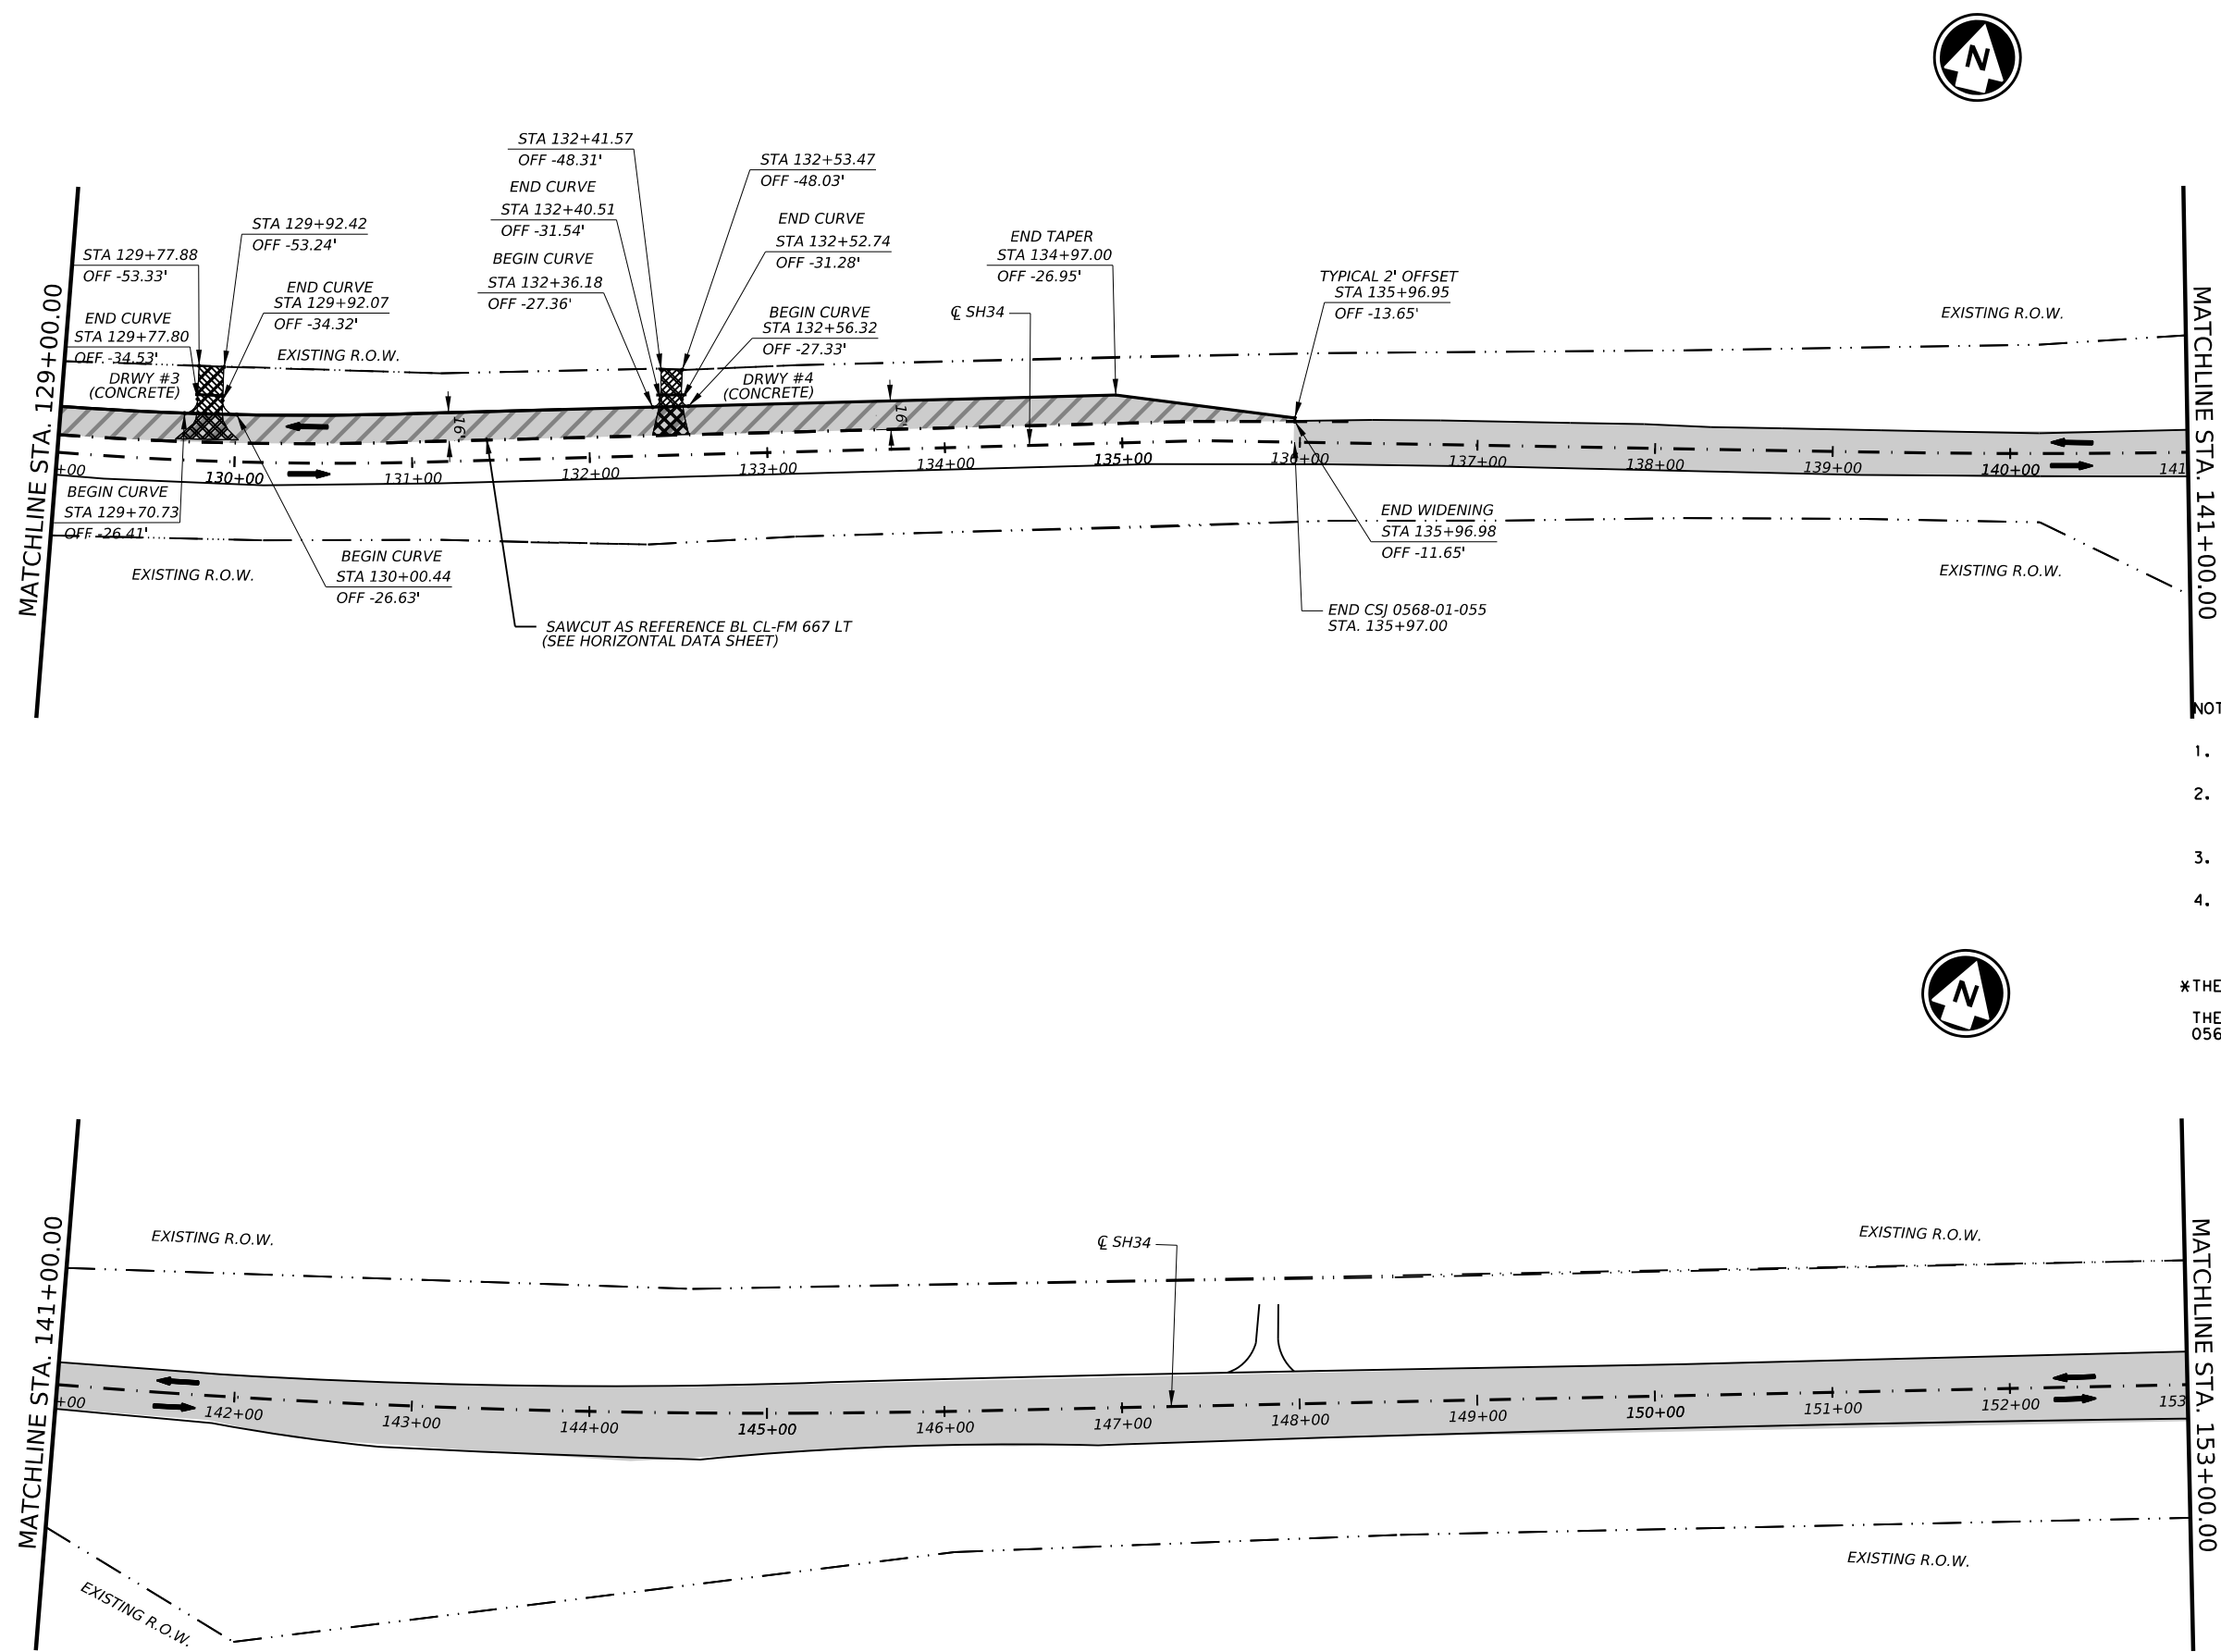 N
STA 132+41.57
OFF -48.31'
END CURVE
STA 132+40.51
OFF -31.54'
BEGIN CURVE
STA 132+36.18
OFF -27.36'
STA 132+53.47
OFF -48.03'
END CURVE
STA 132+52.74
OFF -31.28'
BEGIN CURVE
STA 132+56.32
OFF -27.33'
STA 129+92.42
OFF -53.24'
STA 129+77.88
OFF -53.33'
END CURVE
STA 129+92.07
OFF -34.32'
END CURVE
STA 129+77.80
OFF -34.53'
DRWY #3
(CONCRETE)
EXISTING R.O.W.
DRWY #4
(CONCRETE)
END TAPER
STA 134+97.00
OFF -26.95'
℄ SH34
TYPICAL 2' OFFSET
STA 135+96.95
OFF -13.65'
EXISTING R.O.W.
MATCHLINE STA. 129+00.00
MATCHLINE STA. 141+00.00
16'
16'
+00
130+00
131+00
132+00
133+00
134+00
135+00
136+00
137+00
138+00
139+00
140+00
141
BEGIN CURVE
STA 129+70.73
OFF -26.41'
BEGIN CURVE
STA 130+00.44
OFF -26.63'
EXISTING R.O.W.
END WIDENING
STA 135+96.98
OFF -11.65'
EXISTING R.O.W.
END CSJ 0568-01-055
STA. 135+97.00
SAWCUT AS REFERENCE BL CL-FM 667 LT
(SEE HORIZONTAL DATA SHEET)
NOT
1.
2.
3.
4.
N
*THE
THE
056
MATCHLINE STA. 141+00.00
MATCHLINE STA. 153+00.00
EXISTING R.O.W.
℄ SH34
EXISTING R.O.W.
+00
142+00
143+00
144+00
145+00
146+00
147+00
148+00
149+00
150+00
151+00
152+00
153
EXISTING R.O.W.
EXISTING R.O.W.